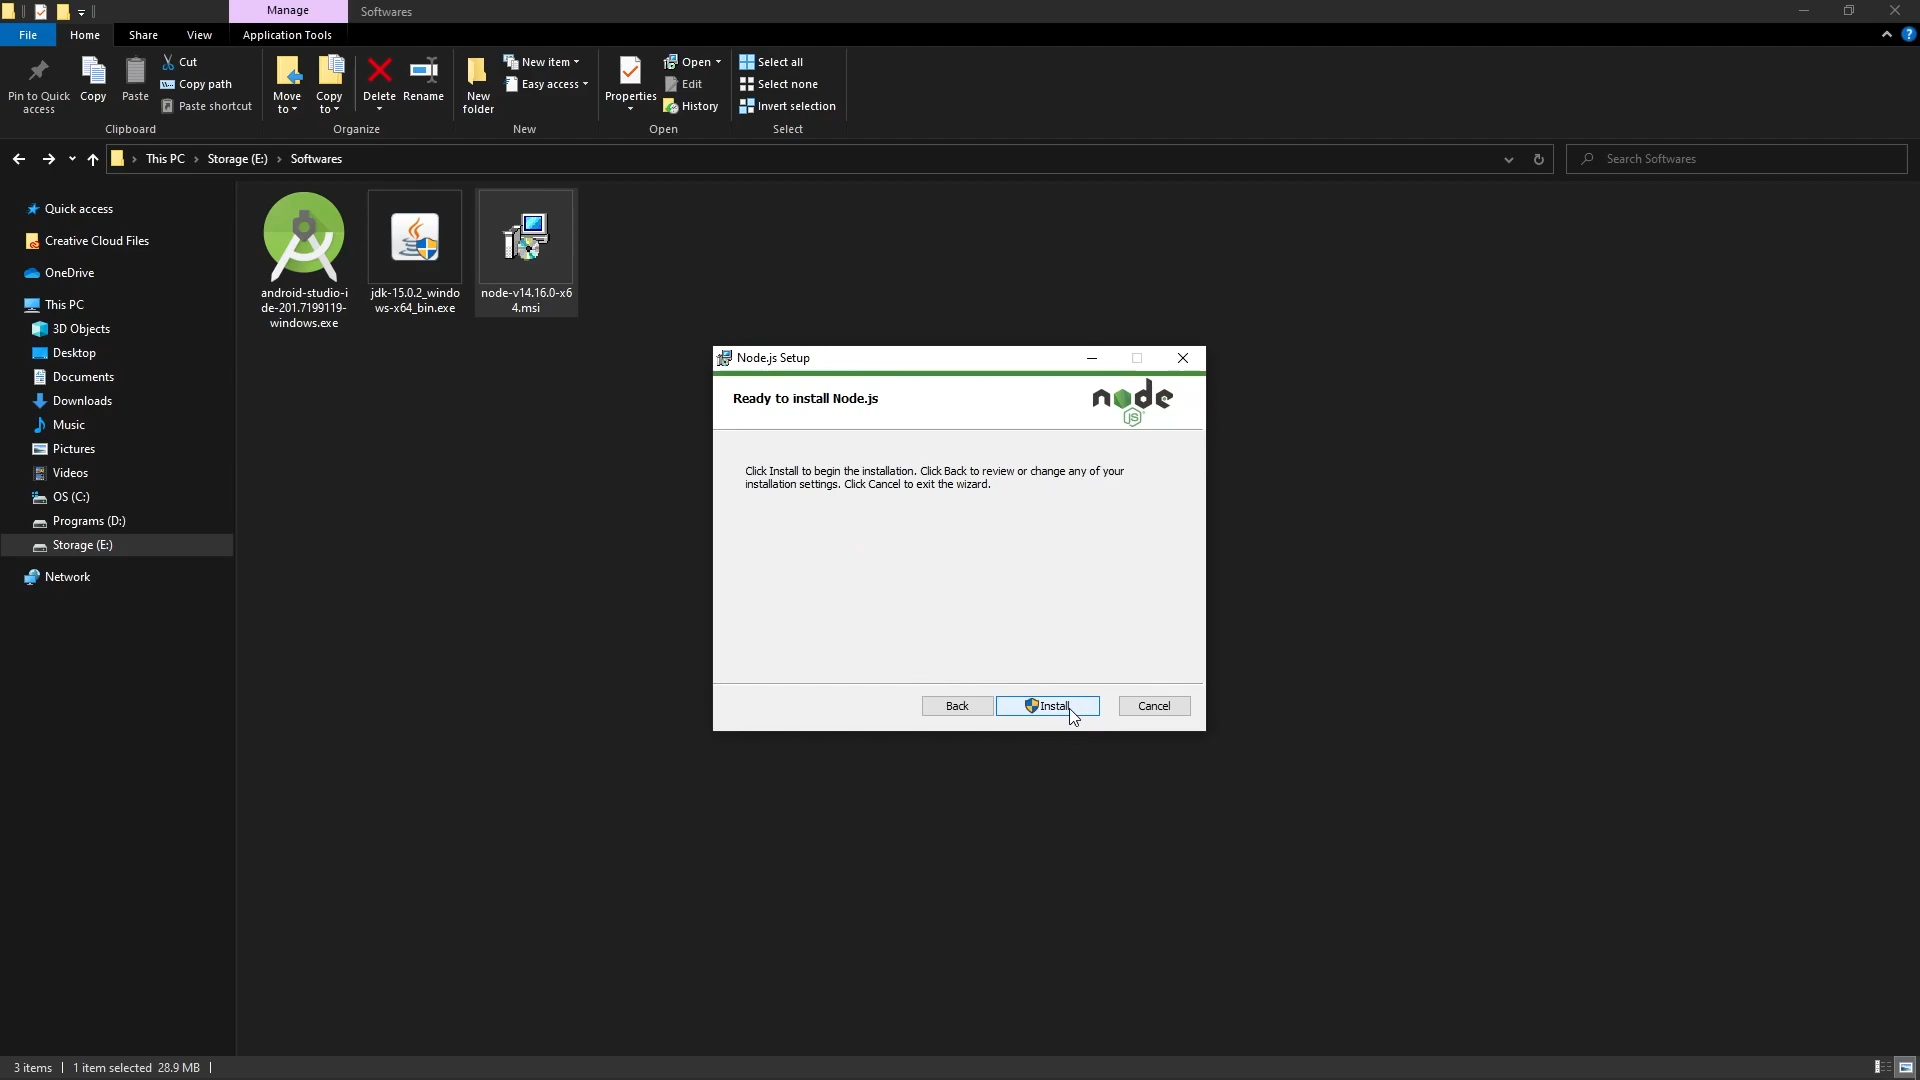 Manage
Softwares
File
Home
Share
View
Application Tools
Pin to Quick
access
Copy
Paste
Cut
Copy path
Paste shortcut
Clipboard
Move
to
Copy
to
Delete
Rename
Organize
New
folder
New item
Easy access
New
Properties
Open
Edit
History
Open
Select all
Select none
Invert selection
Select
This PC
Storage (E:)
Softwares
Search Softwares
Quick access
Creative Cloud Files
OneDrive
This PC
3D Objects
Desktop
Documents
Downloads
Music
Pictures
Videos
OS (C:)
Programs (D:)
Storage (E:)
Network
android-studio-i
de-201.7199119-
windows.exe
jdk-15.0.2_windo
ws-x64_bin.exe
node-v14.16.0-x6
4.msi
Node.js Setup
Ready to install Node.js
node
JS
Click Install to begin the installation. Click Back to review or change any of your
installation settings. Click Cancel to exit the wizard.
Back
Install
Cancel
3 items
1 item selected 28.9 MB